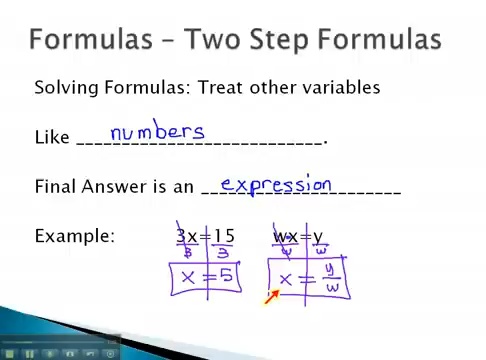 Formulas – Two Step Formulas
Solving Formulas: Treat other variables
Like numbers.
Final Answer is an expression
Example: 3x=15 wx=y
3 3 w w
x = 5 x = y/w